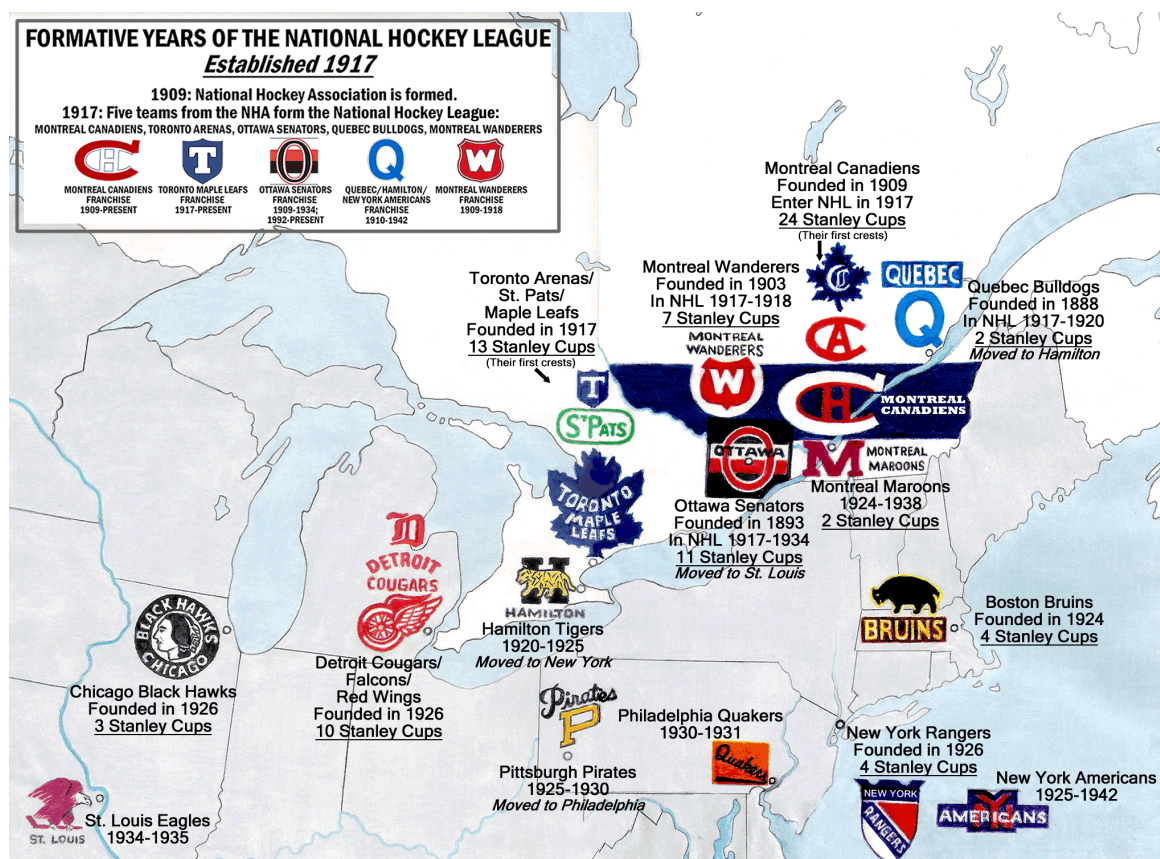 FORMATIVE YEARS OF THE NATIONAL HOCKEY LEAGUE
Established 1917
1909: National Hockey Association is formed.
1917: Five teams from the NHA form the National Hockey League:
MONTREAL CANADIENS, TORONTO ARENAS, OTTAWA SENATORS, QUEBEC BULLDOGS, MONTREAL WANDERERS
C H
T
O
Q
W
MONTREAL CANADIENS
FRANCHISE
1909-PRESENT
TORONTO MAPLE LEAFS
FRANCHISE
1917-PRESENT
OTTAWA SENATORS
FRANCHISE
1909-1934;
1992-PRESENT
QUEBEC/HAMILTON/
NEW YORK AMERICANS
FRANCHISE
1910-1942
MONTREAL WANDERERS
FRANCHISE
1909-1918
Montreal Canadiens
Founded in 1909
Enter NHL in 1917
24 Stanley Cups
(Their first crests)
C
CA
CH
MONTREAL
CANADIENS
Montreal Wanderers
Founded in 1903
In NHL 1917-1918
7 Stanley Cups
MONTREAL
WANDERERS
W
QUEBEC
Q
Quebec Bulldogs
Founded in 1888
In NHL 1917-1920
2 Stanley Cups
Moved to Hamilton
Toronto Arenas/
St. Pats/
Maple Leafs
Founded in 1917
13 Stanley Cups
(Their first crests)
T
ST PATS
TORONTO
MAPLE
LEAFS
OTTAWA
Ottawa Senators
Founded in 1893
In NHL 1917-1934
11 Stanley Cups
Moved to St. Louis
M
MONTREAL
MAROONS
Montreal Maroons
1924-1938
2 Stanley Cups
D
DETROIT
COUGARS
Detroit Cougars/
Falcons/
Red Wings
Founded in 1926
10 Stanley Cups
H
HAMILTON
Hamilton Tigers
1920-1925
Moved to New York
BRUINS
Boston Bruins
Founded in 1924
4 Stanley Cups
BLACK HAWKS
CHICAGO
Chicago Black Hawks
Founded in 1926
3 Stanley Cups
Pirates
P
Pittsburgh Pirates
1925-1930
Moved to Philadelphia
Philadelphia Quakers
1930-1931
Quakers
New York Rangers
Founded in 1926
4 Stanley Cups
NEW YORK
RANGERS
New York Americans
1925-1942
NY
AMERICANS
ST. LOUIS
St. Louis Eagles
1934-1935